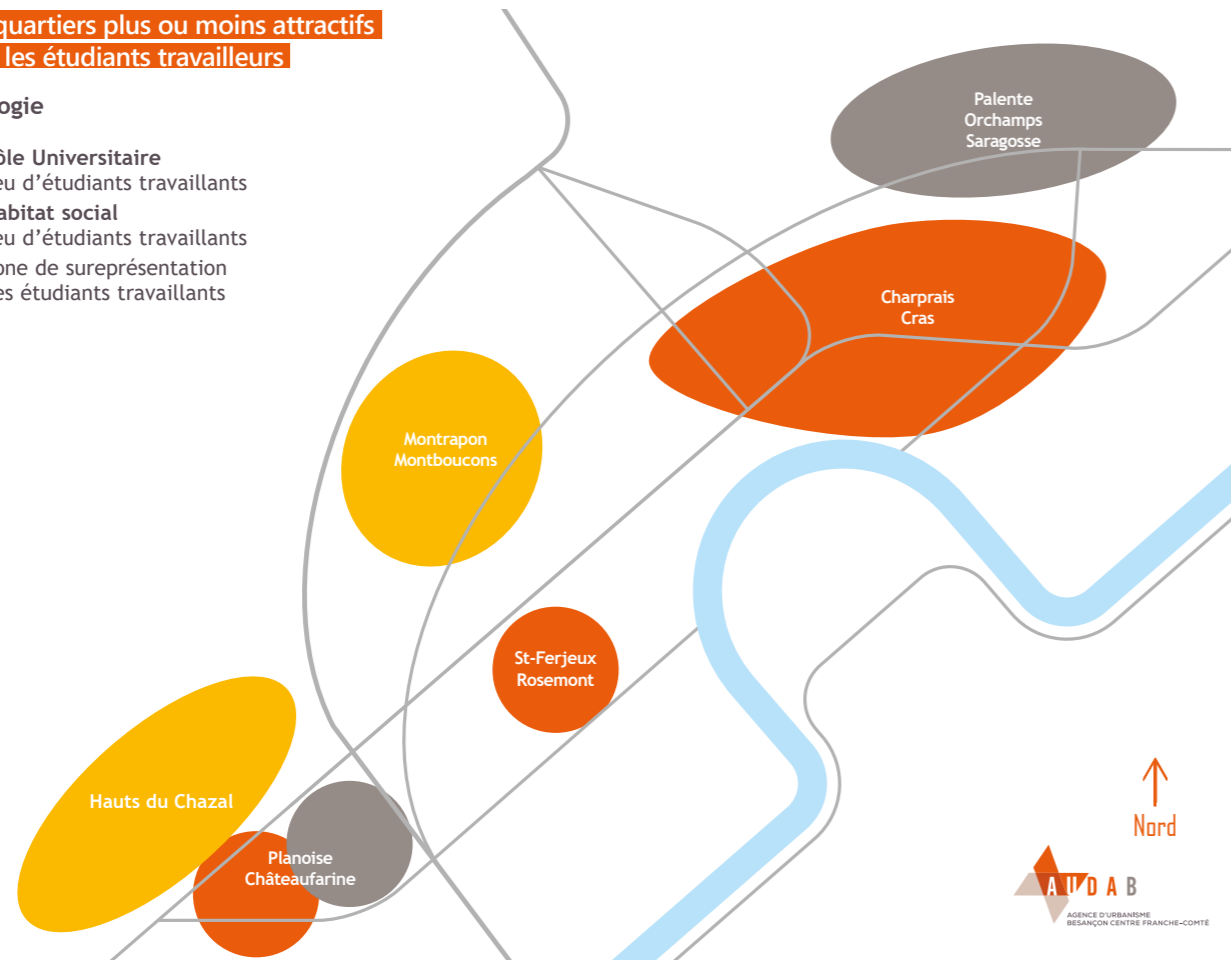 quartiers plus ou moins attractifs
les étudiants travailleurs
ogie
ôle Universitaire
eu d'étudiants travaillants
abitat social
eu d'étudiants travaillants
one de sureprésentation
es étudiants travaillants
Palente
Orchamps
Saragosse
Charprais
Cras
Montrapon
Montboucons
St-Ferjeux
Rosemont
Hauts du Chazal
Planoise
Châteaufarine
Nord
AUDAB
AGENCE D'URBANISME
BESANÇON CENTRE FRANCHE-COMTÉ